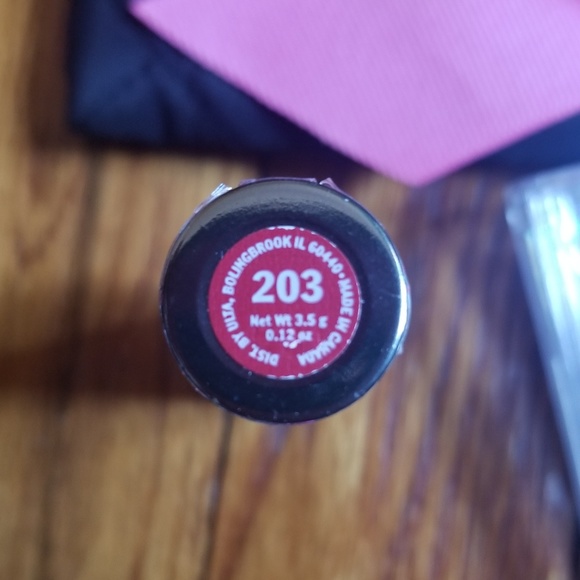 DIST. BY ULTA, BOLINGBROOK IL 60440 • MADE IN CANADA
203
Net Wt 3.5 g
0.12 oz